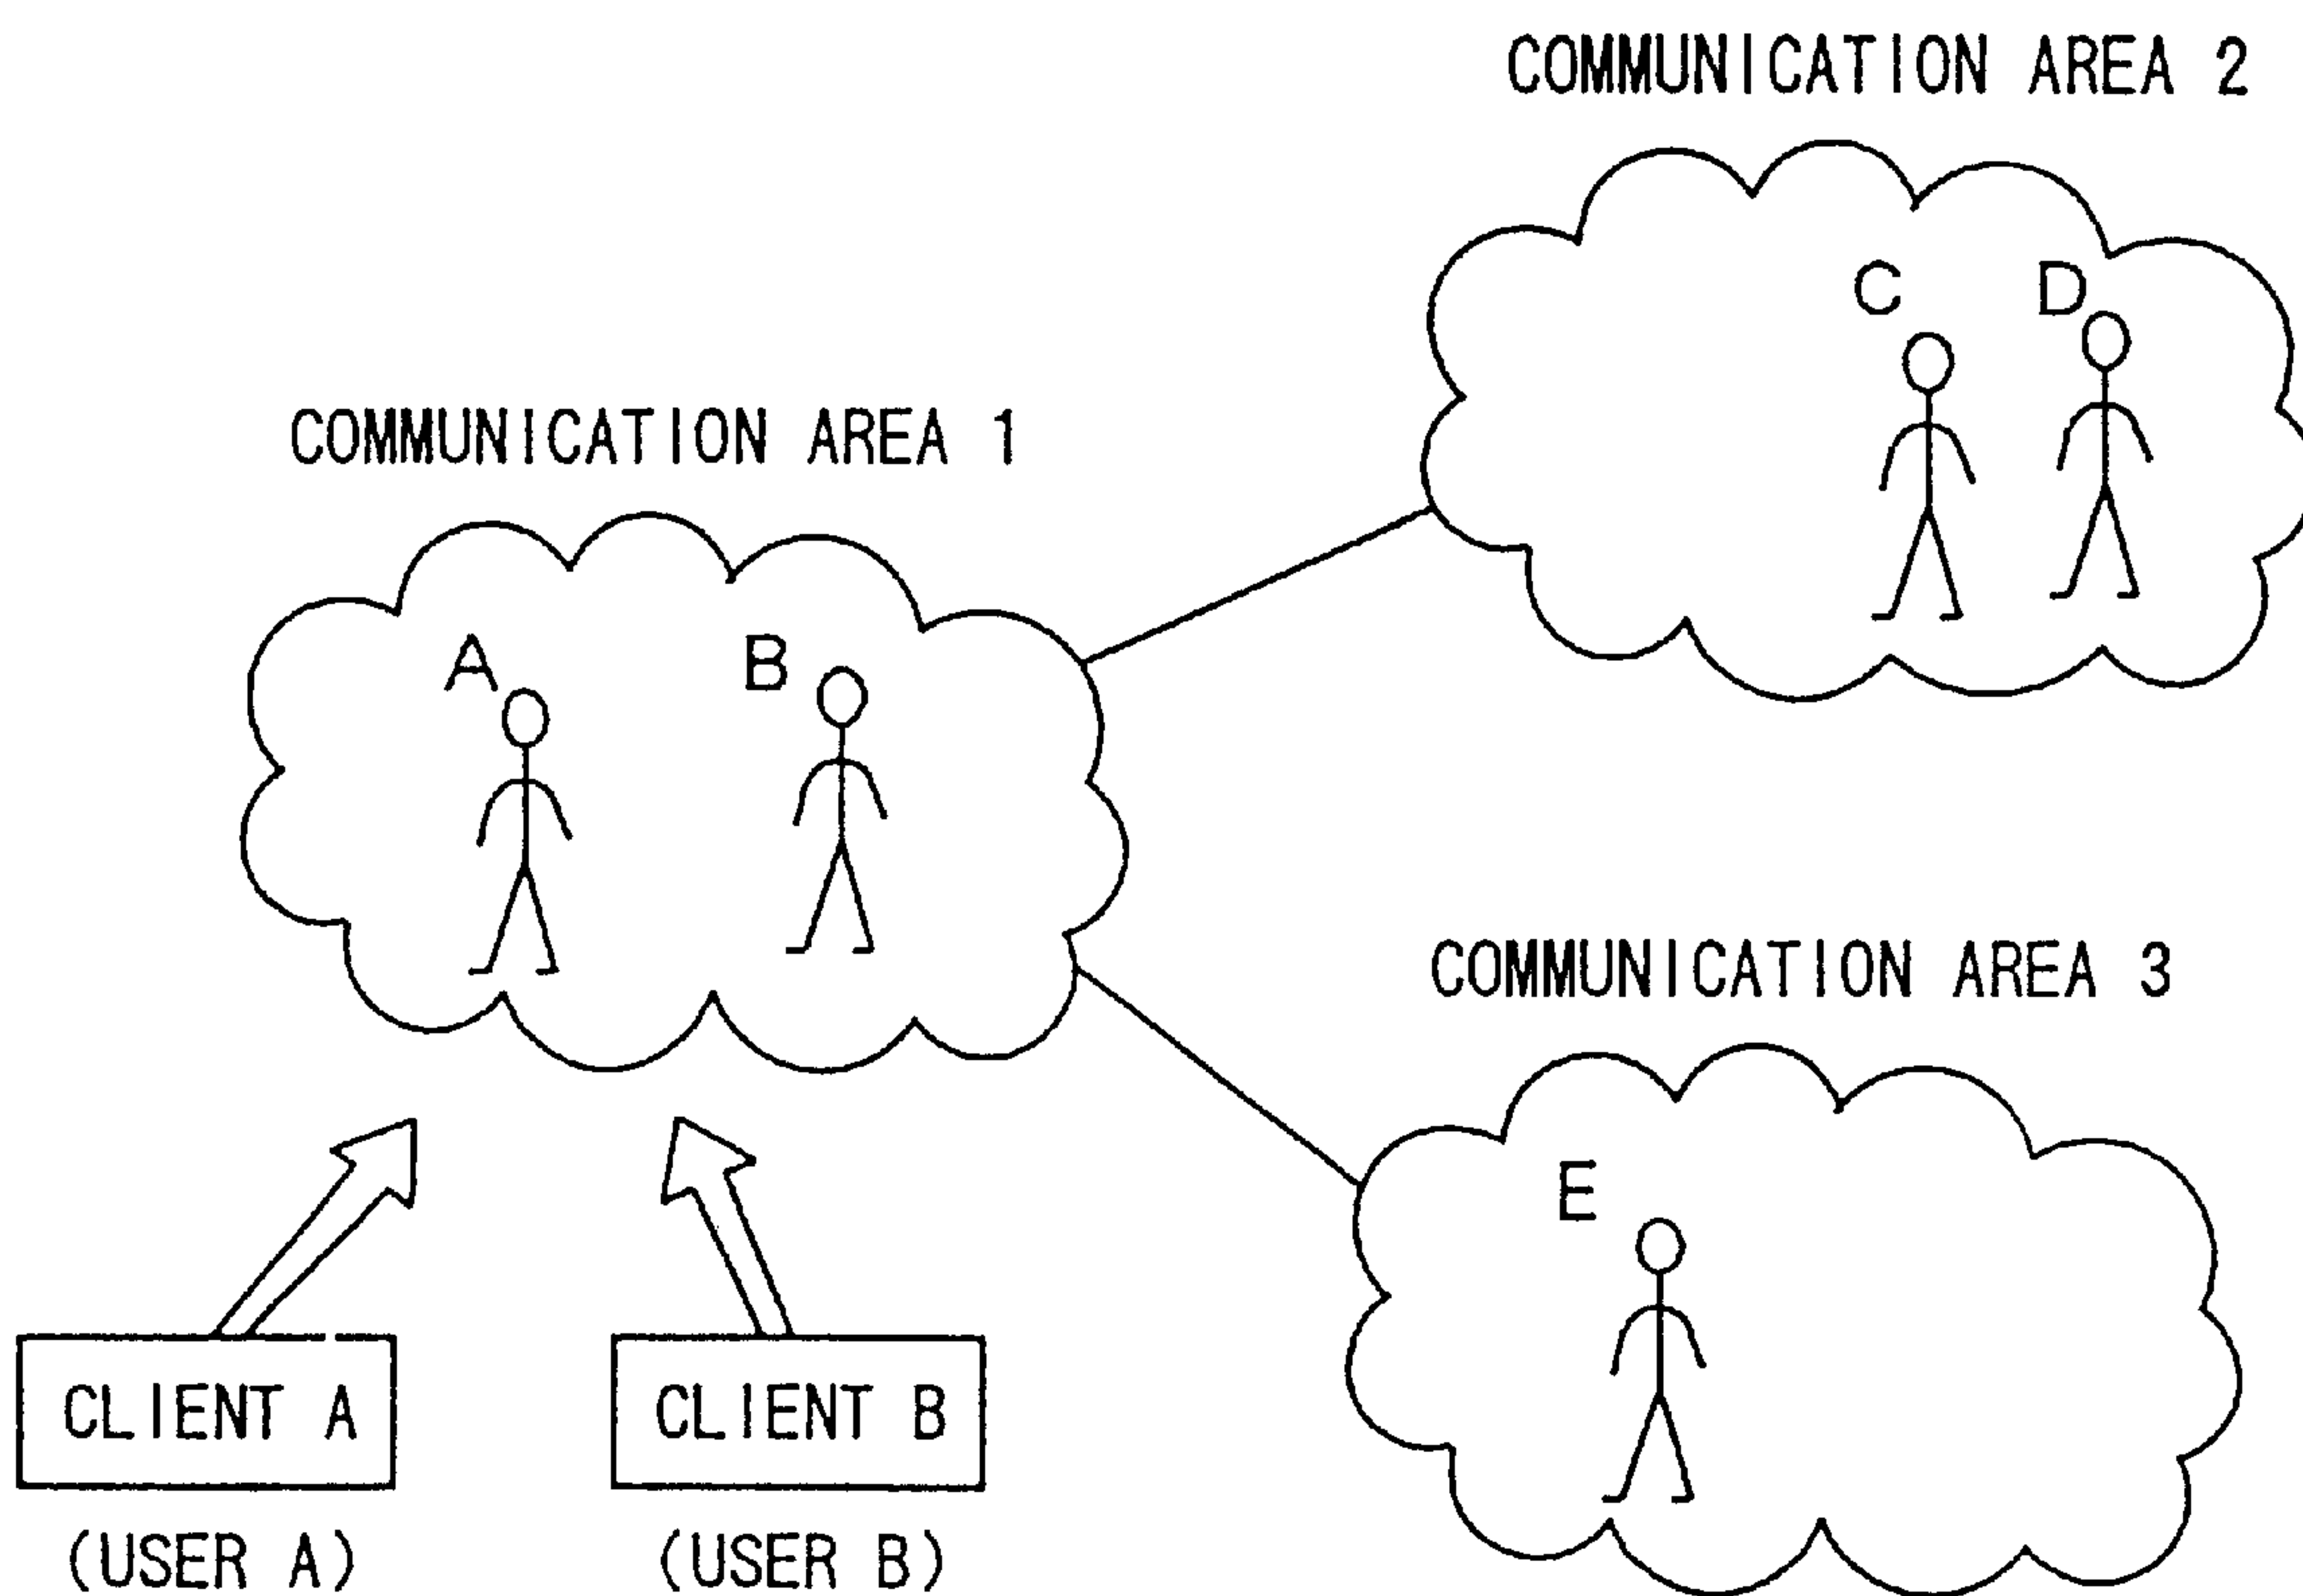 COMMUNICATION AREA 2
C D
COMMUNICATION AREA 1
A B
COMMUNICATION AREA 3
E
CLIENT A CLIENT B
(USER A) (USER B)